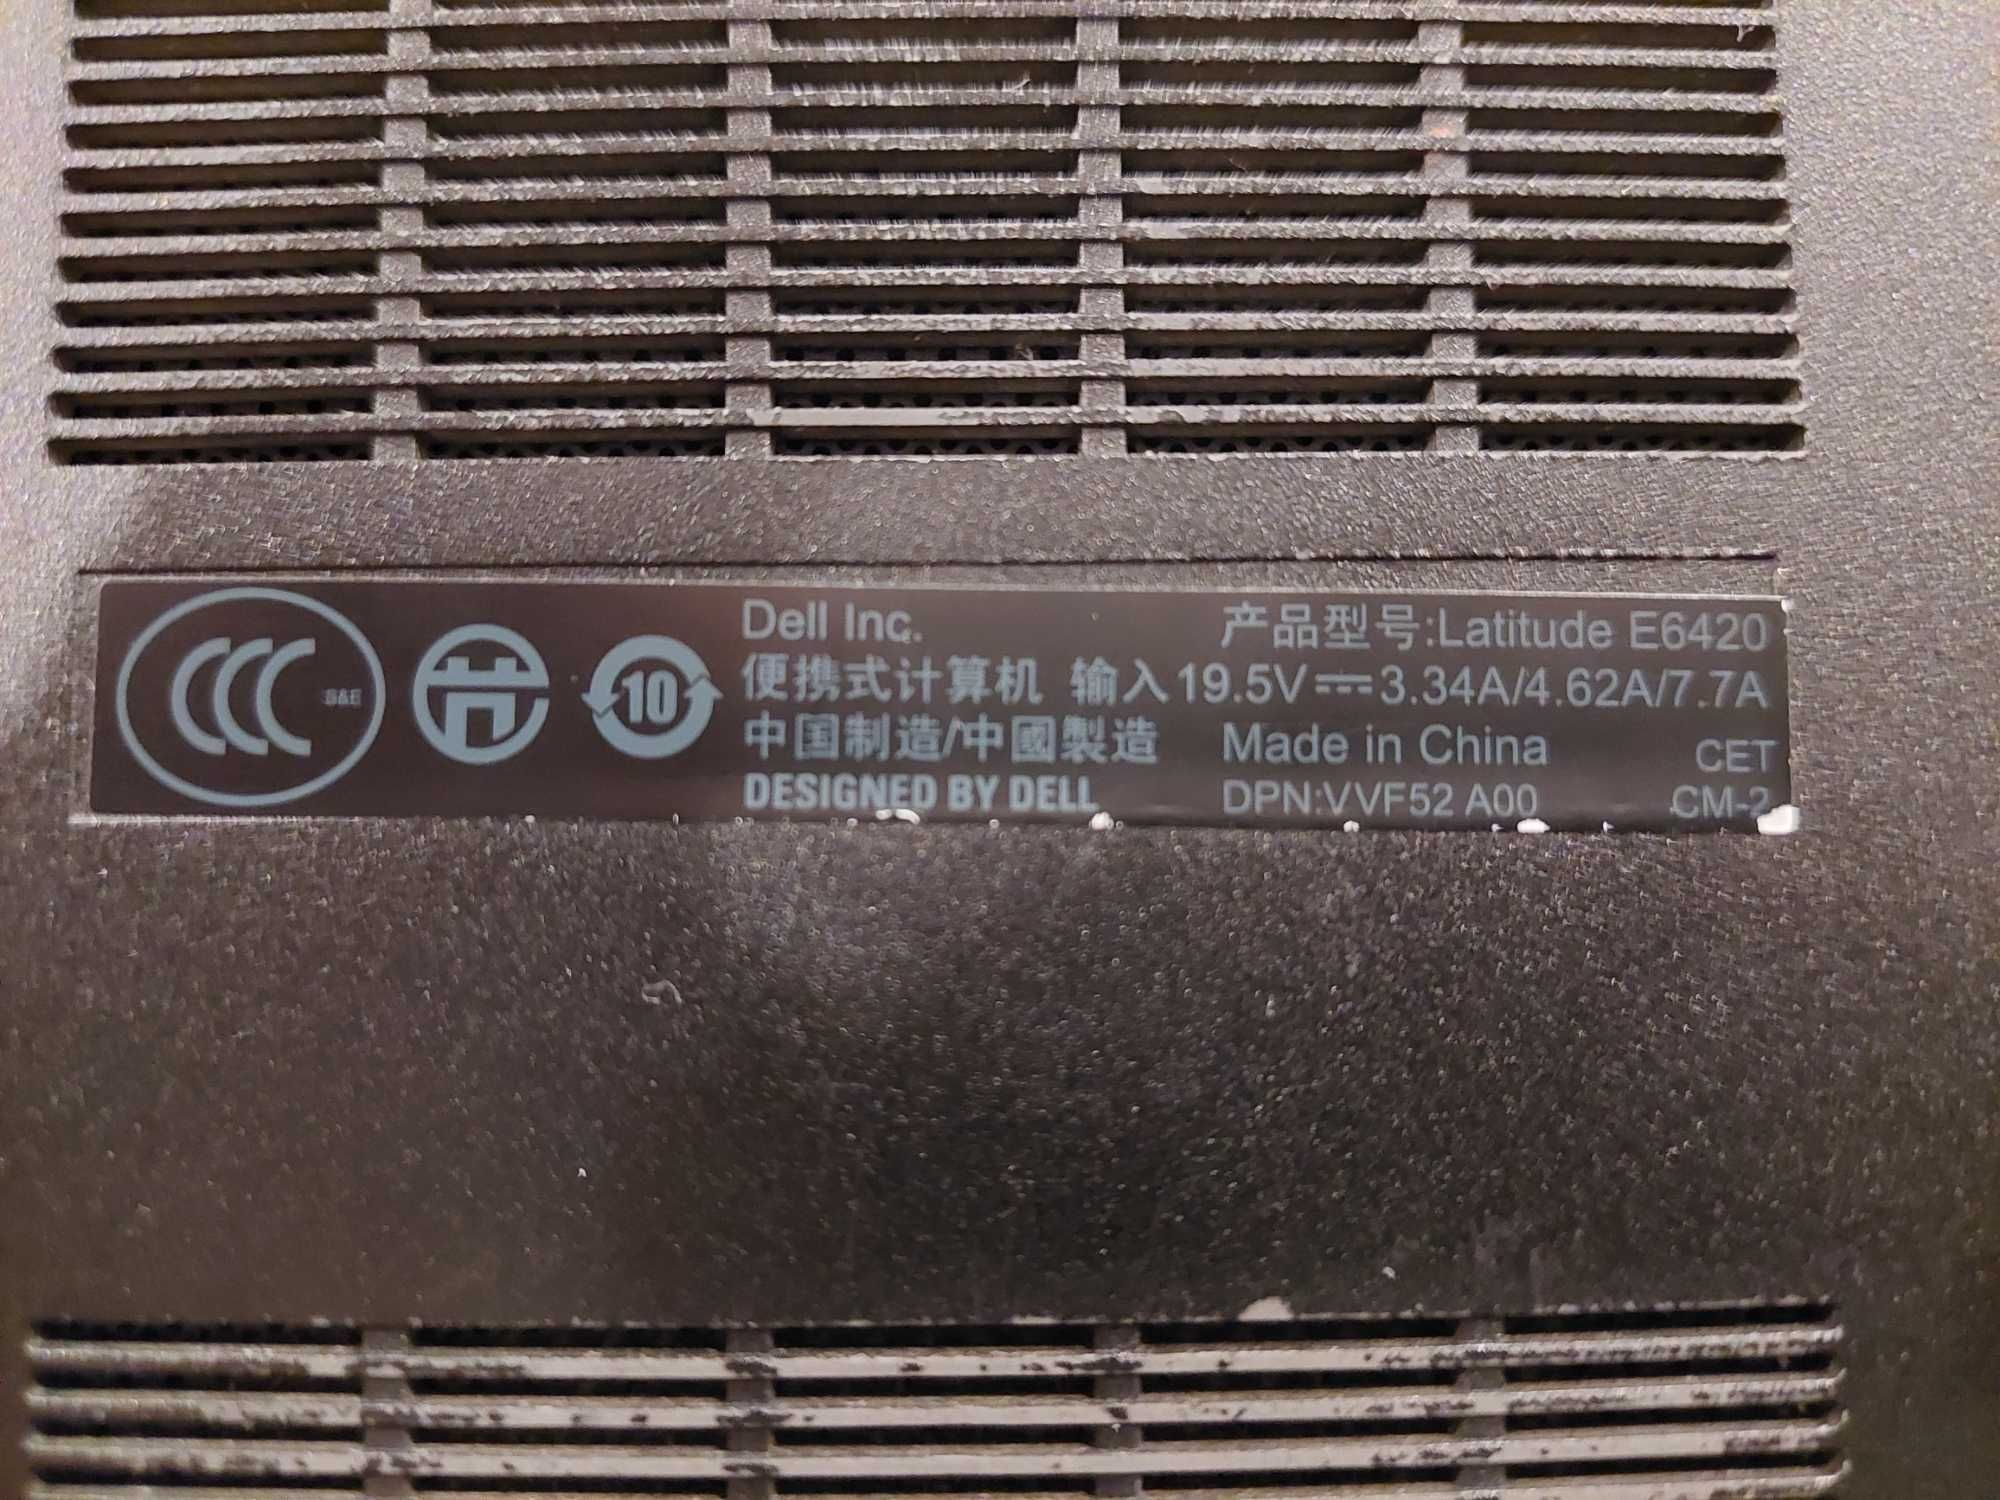 CCC S&E
10
Dell Inc. 产品型号:Latitude E6420
便携式计算机 输入19.5V⎓3.34A/4.62A/7.7A
中国制造/中國製造 Made in China CET
DESIGNED BY DELL DPN:VVF52 A00 CM-2